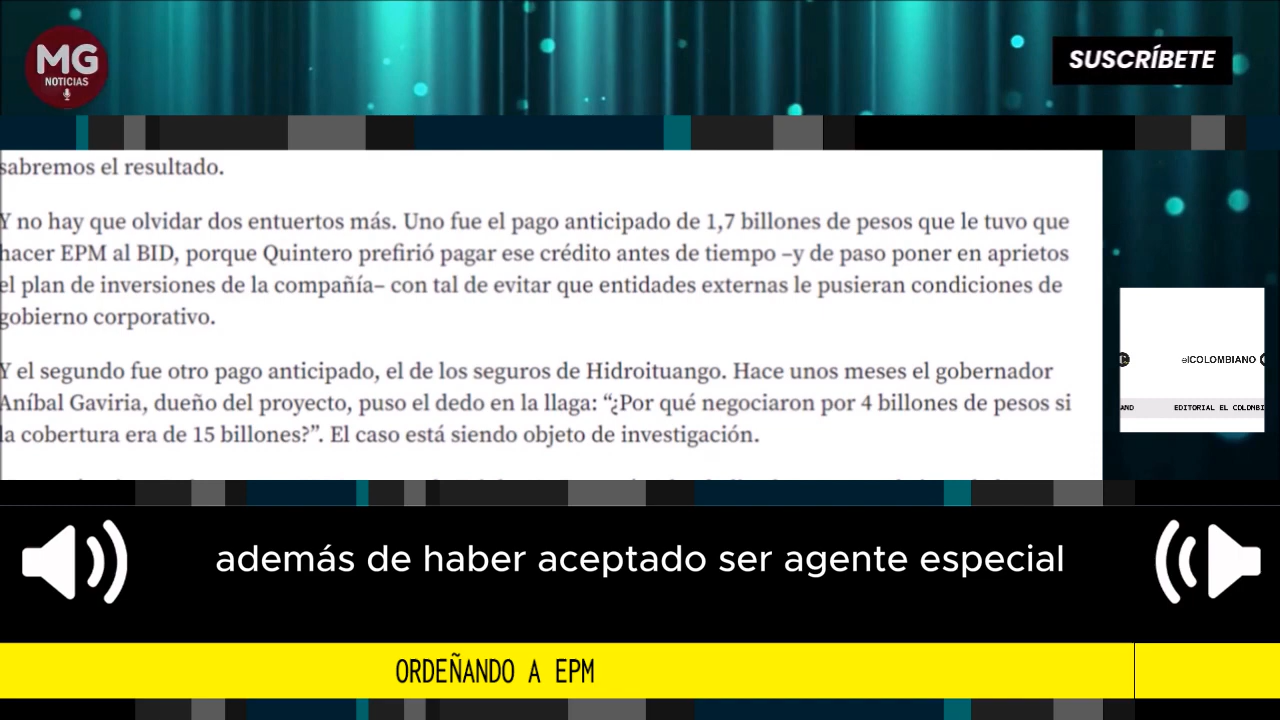 MG
NOTICIAS
SUSCRÍBETE
sabremos el resultado.
Y no hay que olvidar dos entuertos más. Uno fue el pago anticipado de 1,7 billones de pesos que le tuvo que
hacer EPM al BID, porque Quintero prefirió pagar ese crédito antes de tiempo –y de paso poner en aprietos
el plan de inversiones de la compañía– con tal de evitar que entidades externas le pusieran condiciones de
gobierno corporativo.
Y el segundo fue otro pago anticipado, el de los seguros de Hidroituango. Hace unos meses el gobernador
Aníbal Gaviria, dueño del proyecto, puso el dedo en la llaga: “¿Por qué negociaron por 4 billones de pesos si
la cobertura era de 15 billones?”. El caso está siendo objeto de investigación.
elCOLOMBIANO
EDITORIAL EL COLOMBI
además de haber aceptado ser agente especial
ORDEÑANDO A EPM